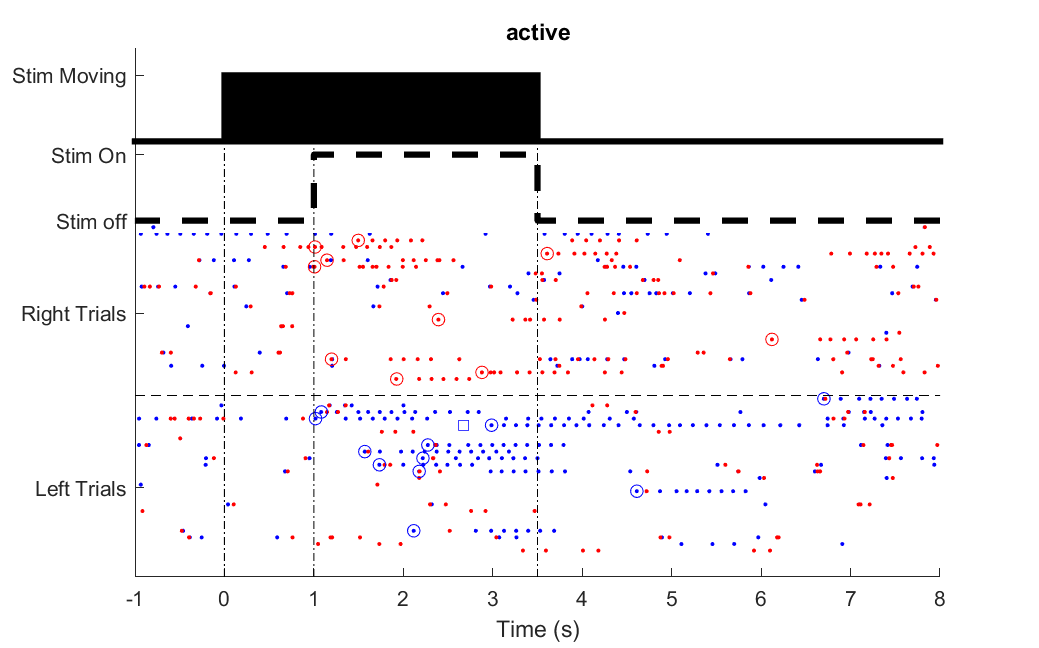 active
Stim Moving
Stim On
Stim off
Right Trials
Left Trials
-1 0 1 2 3 4 5 6 7 8
Time (s)